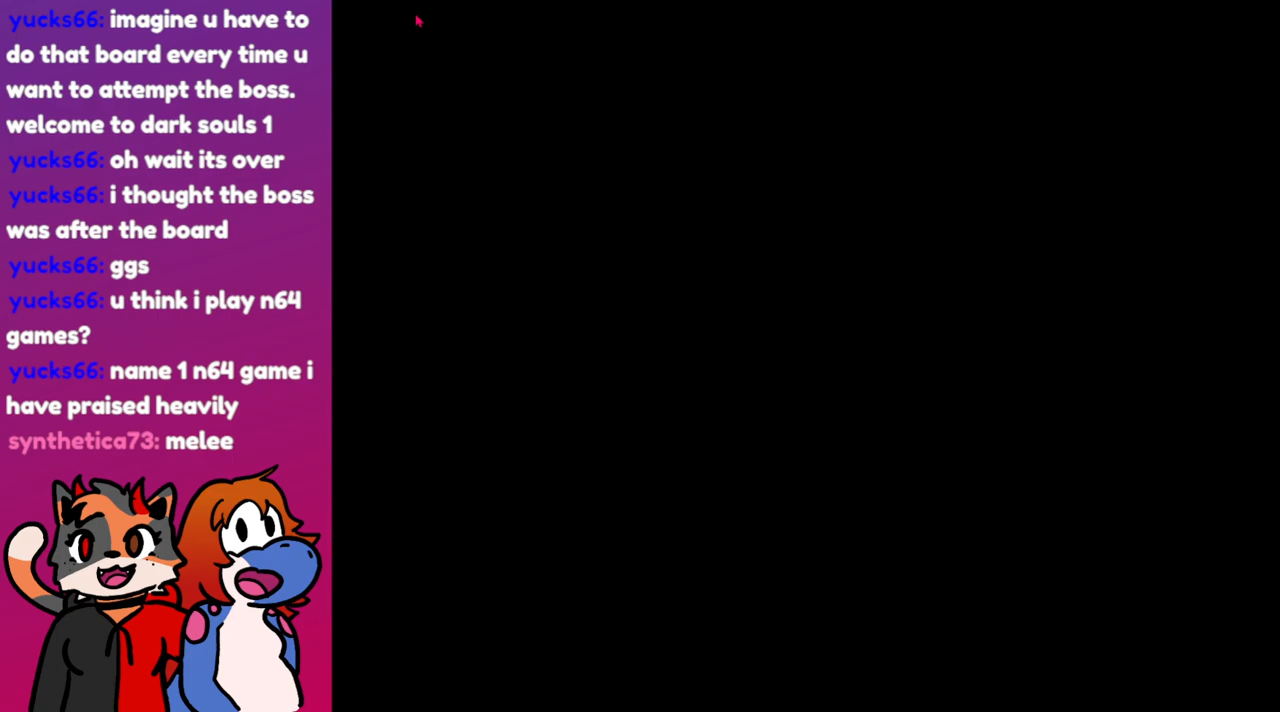 yucks66: imagine u have to
do that board every time u
want to attempt the boss.
welcome to dark souls 1
yucks66: oh wait its over
yucks66: i thought the boss
was after the board
yucks66: ggs
yucks66: u think i play n64
games?
yucks66: name 1 n64 game i
have praised heavily
synthetica73: melee